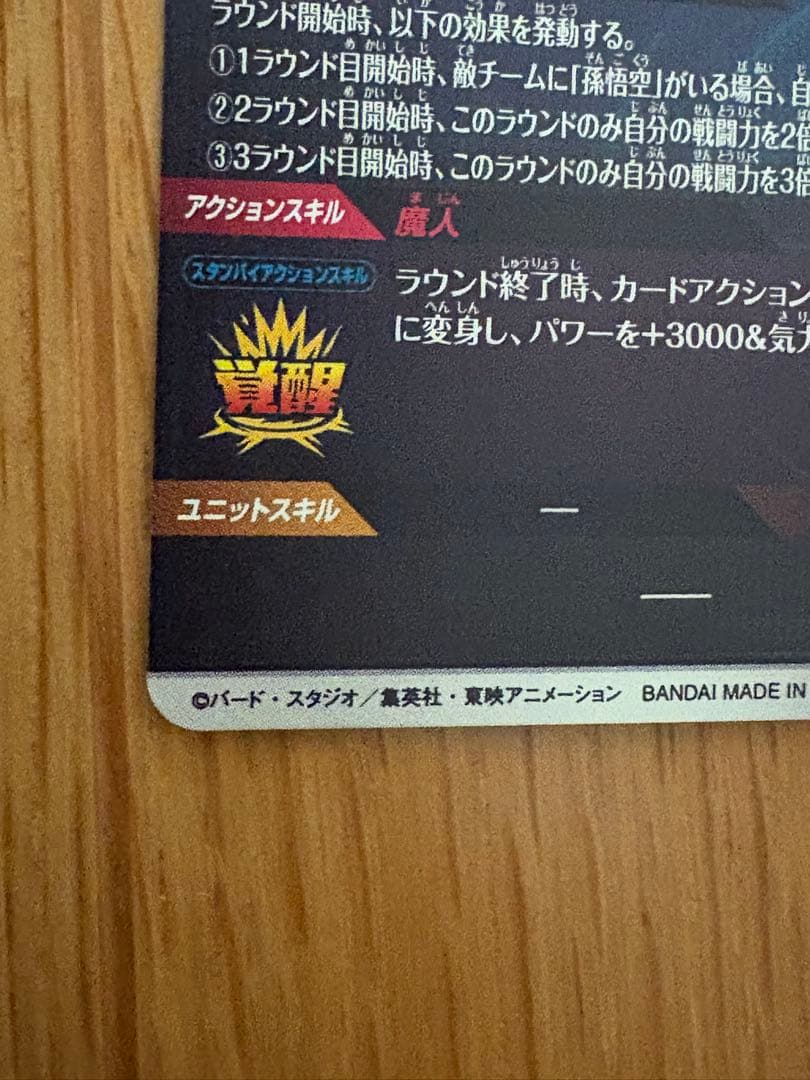 ラウンド開始時、以下の効果を発動する。
①1ラウンド目開始時、敵チームに「孫悟空」がいる場合、自
②2ラウンド目開始時、このラウンドのみ自分の戦闘力を2倍
③3ラウンド目開始時、このラウンドのみ自分の戦闘力を3倍
アクションスキル 魔人
スタンバイアクションスキル
ラウンド終了時、カードアクション
に変身し、パワーを+3000&気力
覚醒
ユニットスキル —
—
©バード・スタジオ／集英社・東映アニメーション BANDAI MADE IN